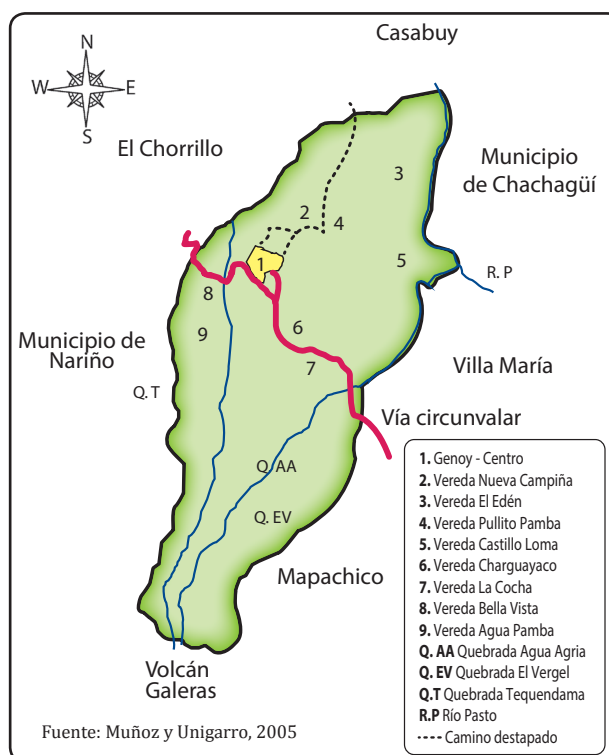 Casabuy
N
W
E
S
El Chorrillo
Municipio
de Chachagüí
3
2
4
1
5
R. P
8
9
6
7
Municipio de
Nariño
Q. T
Villa María
Vía circunvalar
Q. AA
Q. EV
Mapachico
Volcán
Galeras
1. Genoy - Centro
2. Vereda Nueva Campiña
3. Vereda El Edén
4. Vereda Pullito Pamba
5. Vereda Castillo Loma
6. Vereda Charguayaco
7. Vereda La Cocha
8. Vereda Bella Vista
9. Vereda Agua Pamba
Q. AA Quebrada Agua Agria
Q. EV Quebrada El Vergel
Q.T Quebrada Tequendama
R.P Río Pasto
Camino destapado
Fuente: Muñoz y Unigarro, 2005